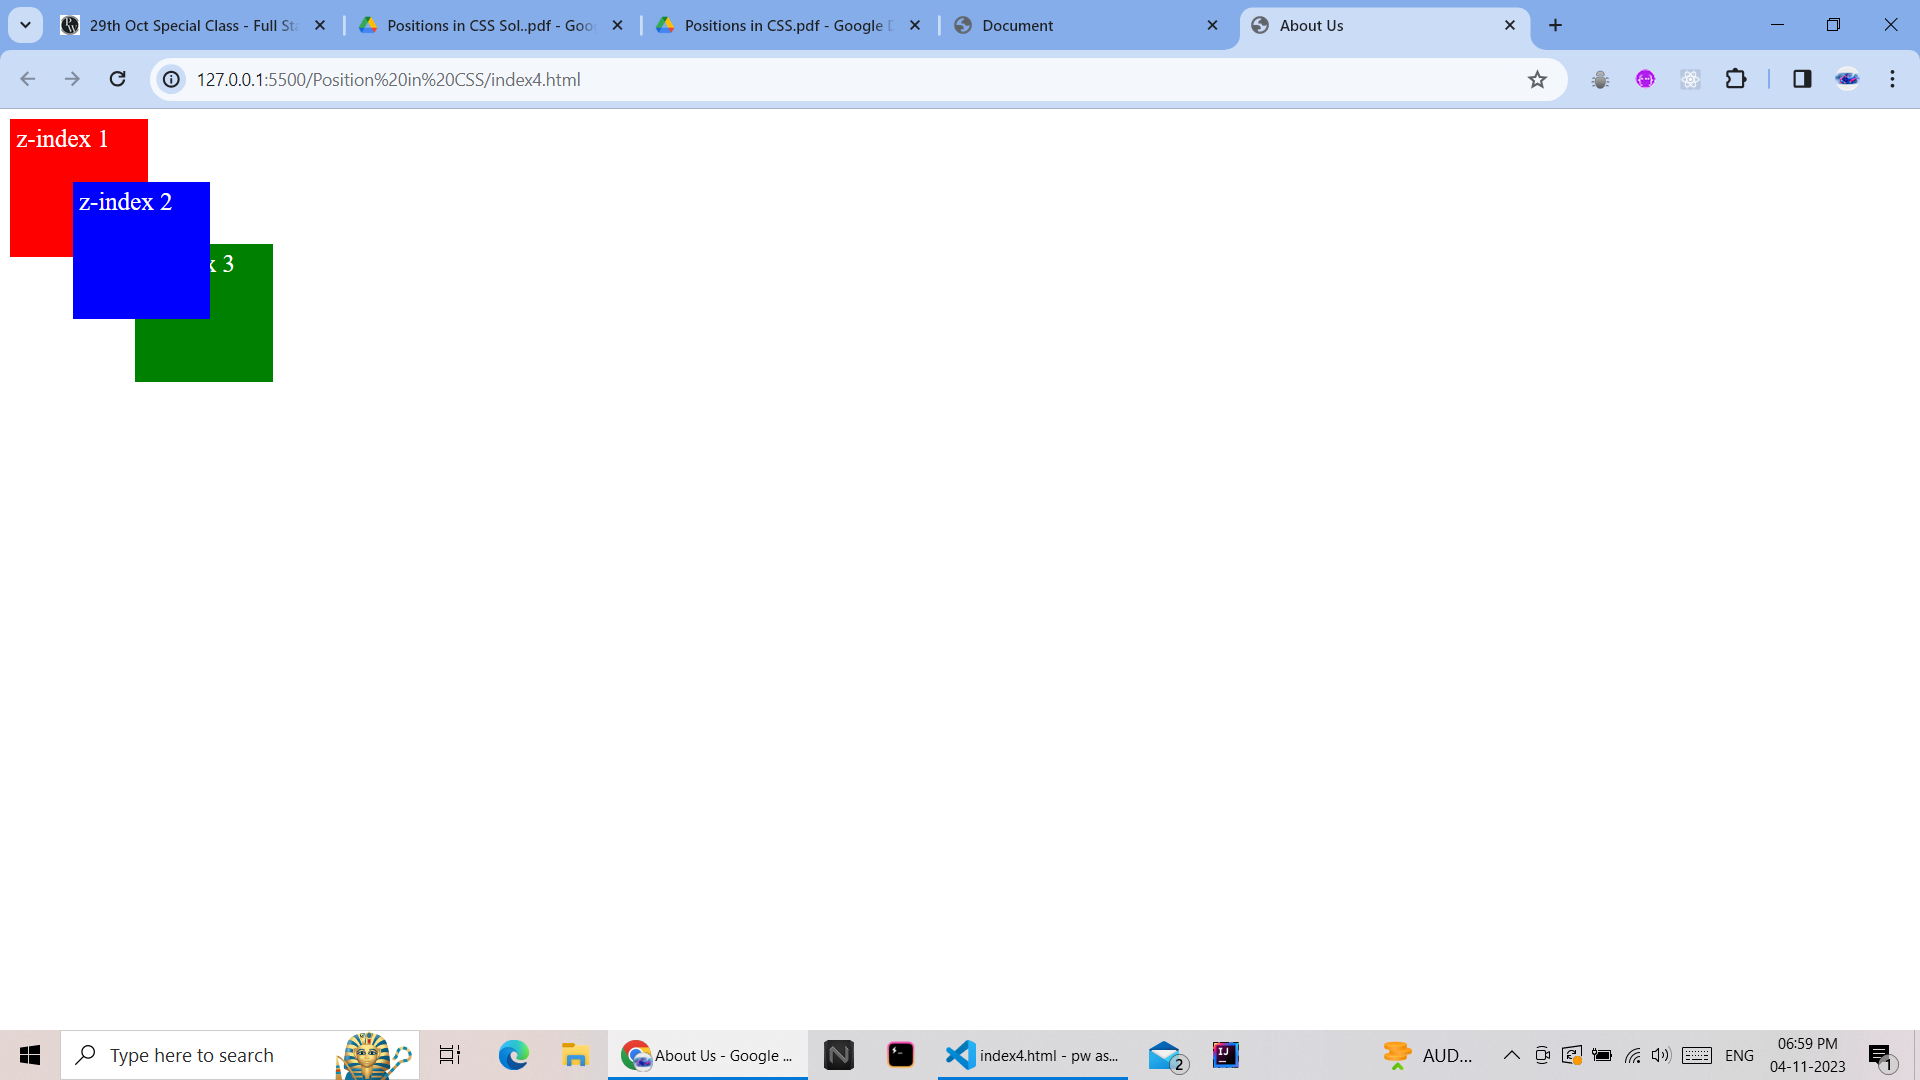 29th Oct Special Class - Full Sta
Positions in CSS Sol..pdf - Goo
Positions in CSS.pdf - Google D
Document
About Us
127.0.0.1:5500/Position%20in%20CSS/index4.html
z-index 1
z-index 2
x 3
Type here to search
About Us - Google ...
index4.html - pw as...
2
IJ
AUD...
ENG
06:59 PM
04-11-2023
1